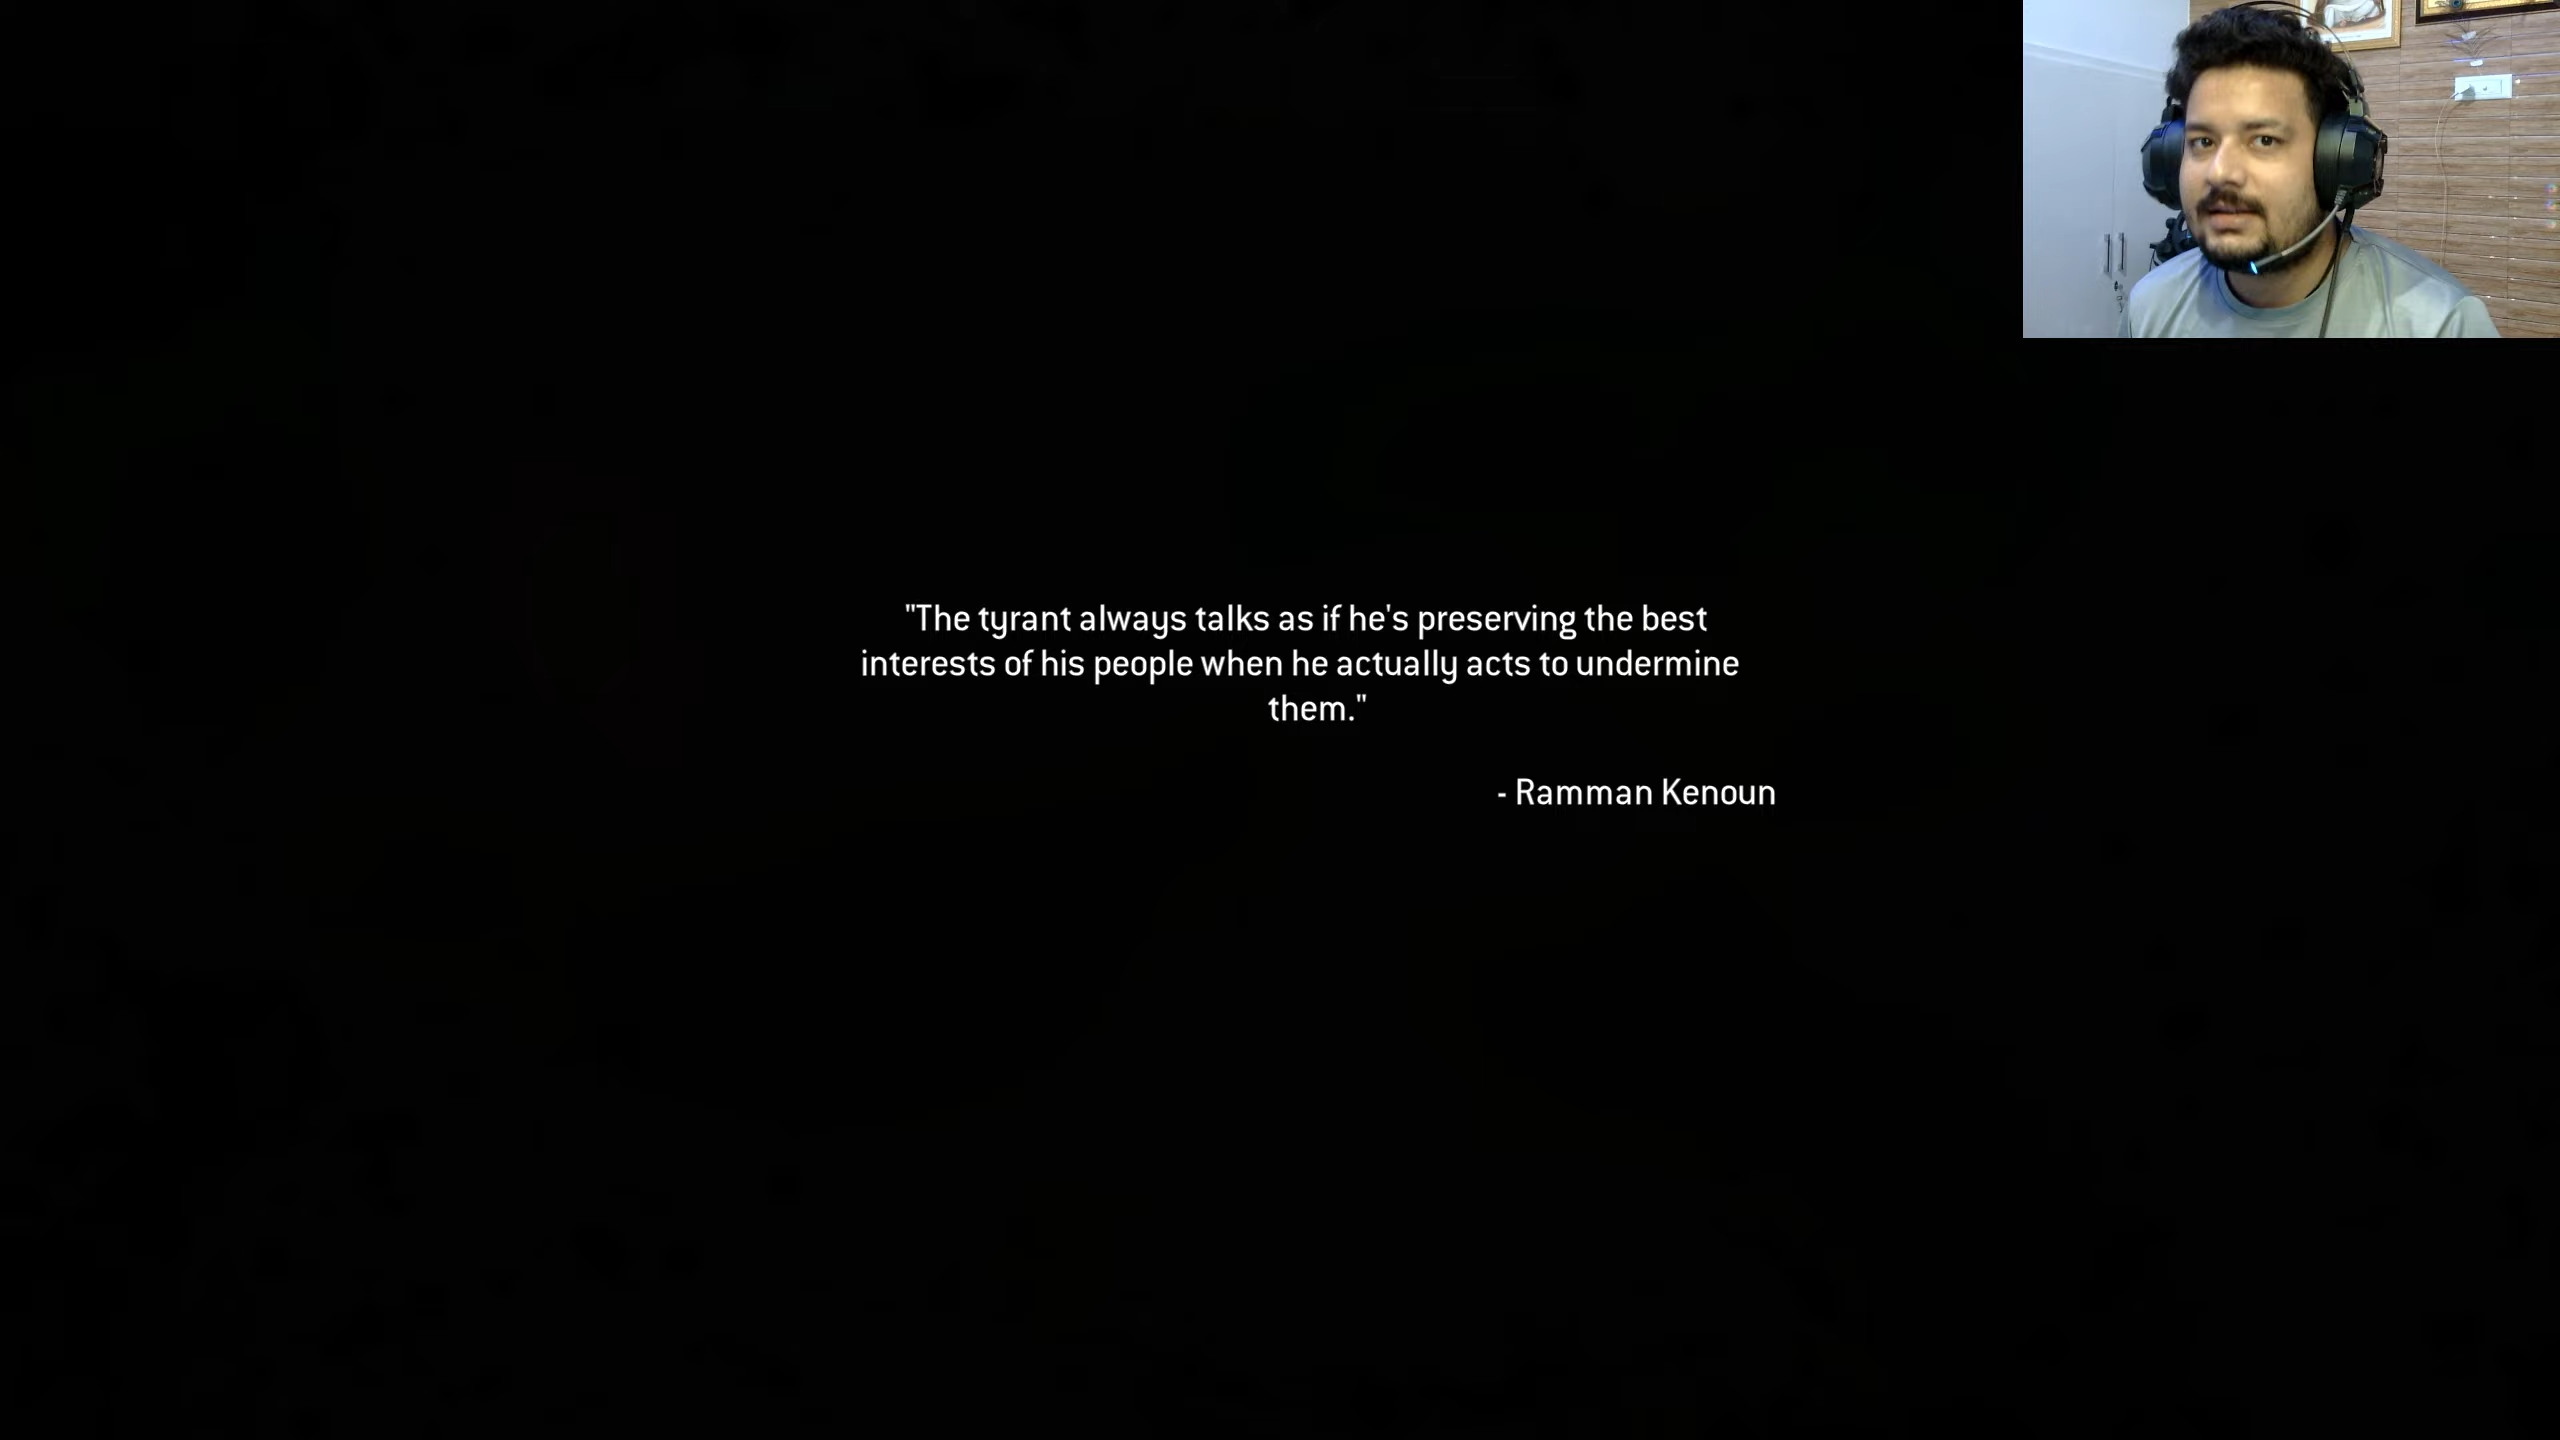 "The tyrant always talks as if he's preserving the best
interests of his people when he actually acts to undermine
them."
- Ramman Kenoun